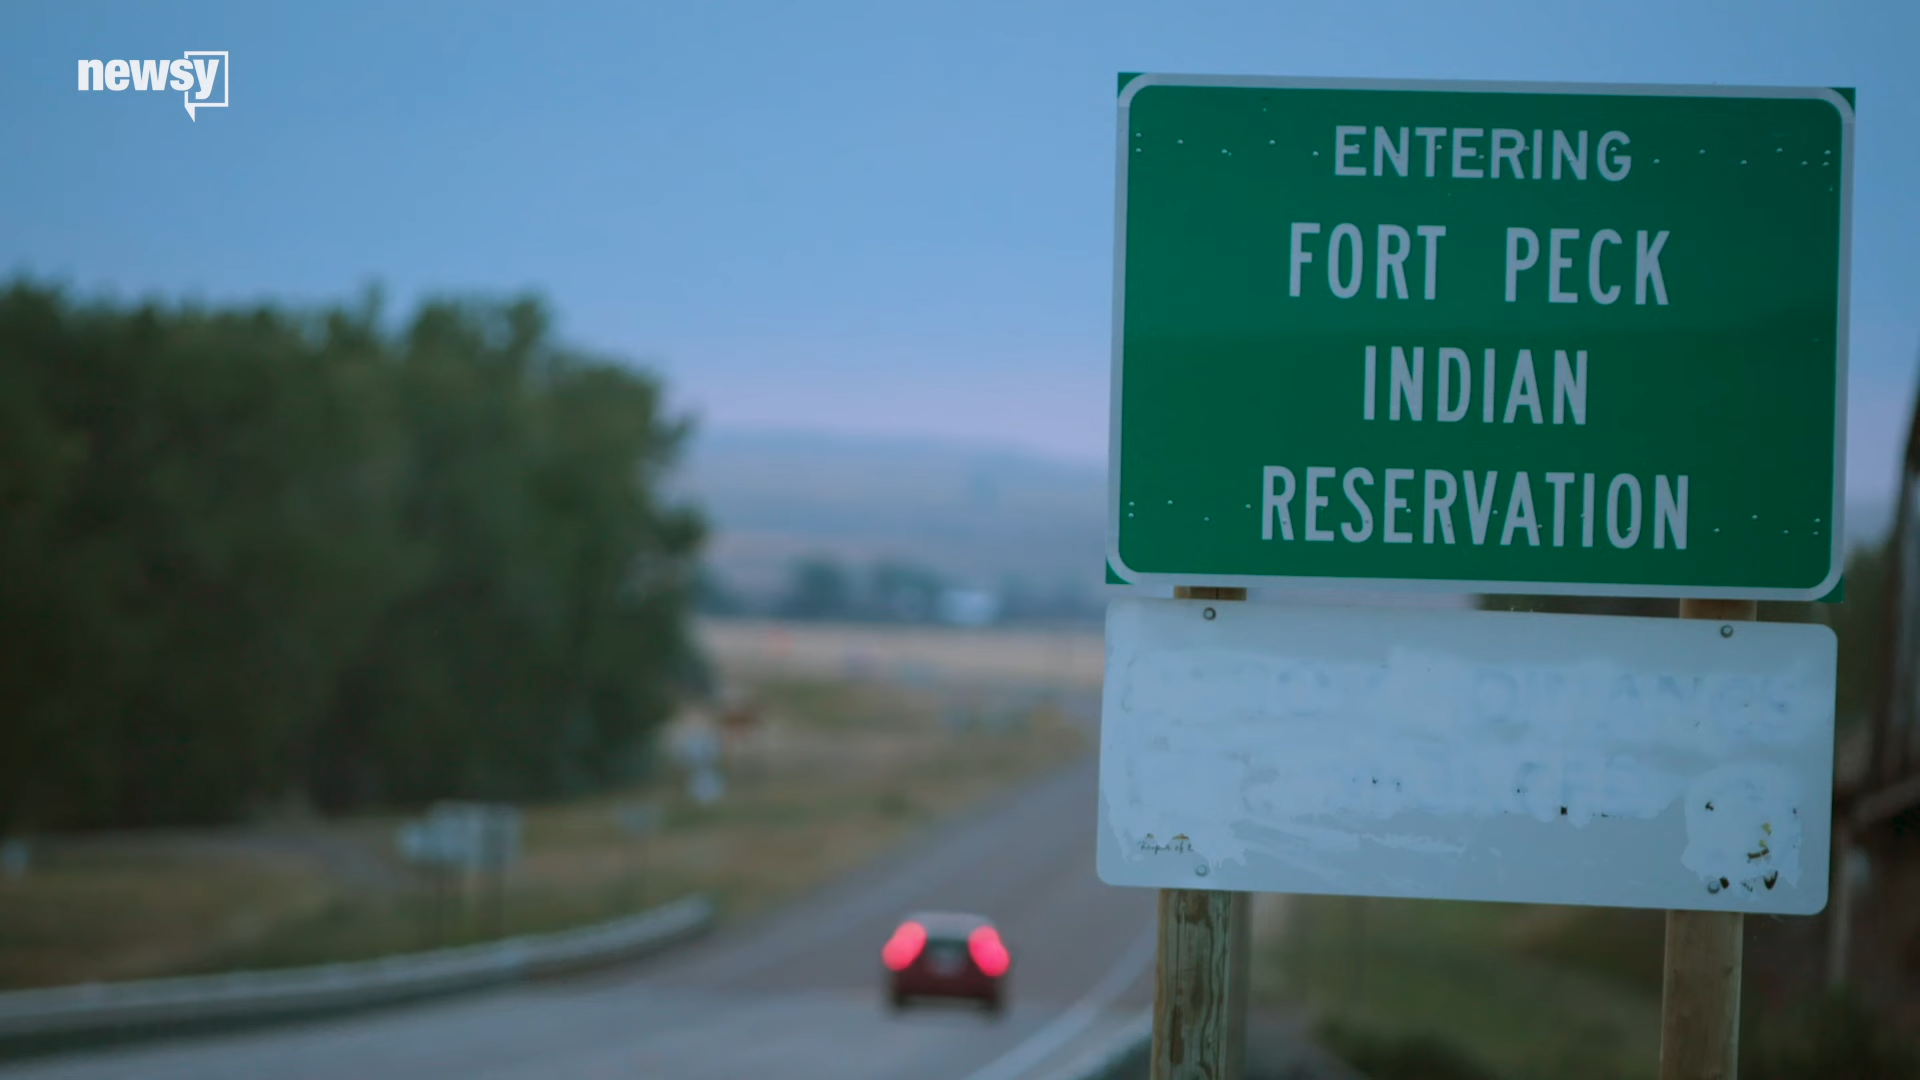 newsy
ENTERING
FORT PECK
INDIAN
RESERVATION